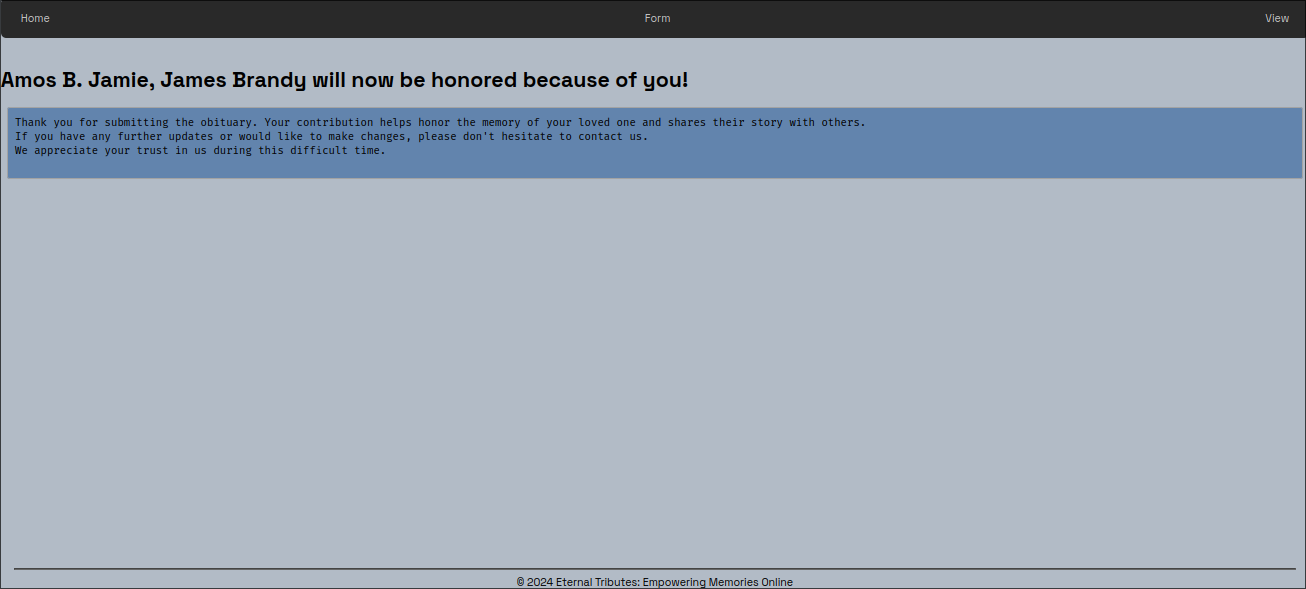 Home Form View
Amos B. Jamie, James Brandy will now be honored because of you!
Thank you for submitting the obituary. Your contribution helps honor the memory of your loved one and shares their story with others.
If you have any further updates or would like to make changes, please don't hesitate to contact us.
We appreciate your trust in us during this difficult time.
© 2024 Eternal Tributes: Empowering Memories Online